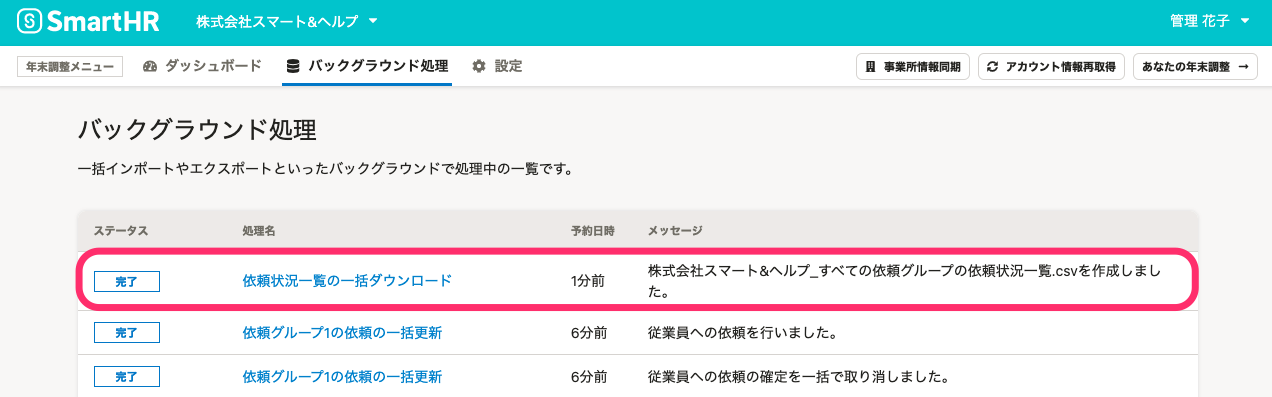 SmartHR 株式会社スマート&ヘルプ 管理 花子
年末調整メニュー ダッシュボード バックグラウンド処理 設定 事業所情報同期 アカウント情報再取得 あなたの年末調整 →
バックグラウンド処理
一括インポートやエクスポートといったバックグラウンドで処理中の一覧です。
ステータス 処理名 予約日時 メッセージ
完了 依頼状況一覧の一括ダウンロード 1分前 株式会社スマート&ヘルプ_すべての依頼グループの依頼状況一覧.csvを作成しまし
た。
完了 依頼グループ1の依頼の一括更新 6分前 従業員への依頼を行いました。
完了 依頼グループ1の依頼の一括更新 6分前 従業員への依頼の確定を一括で取り消しました。